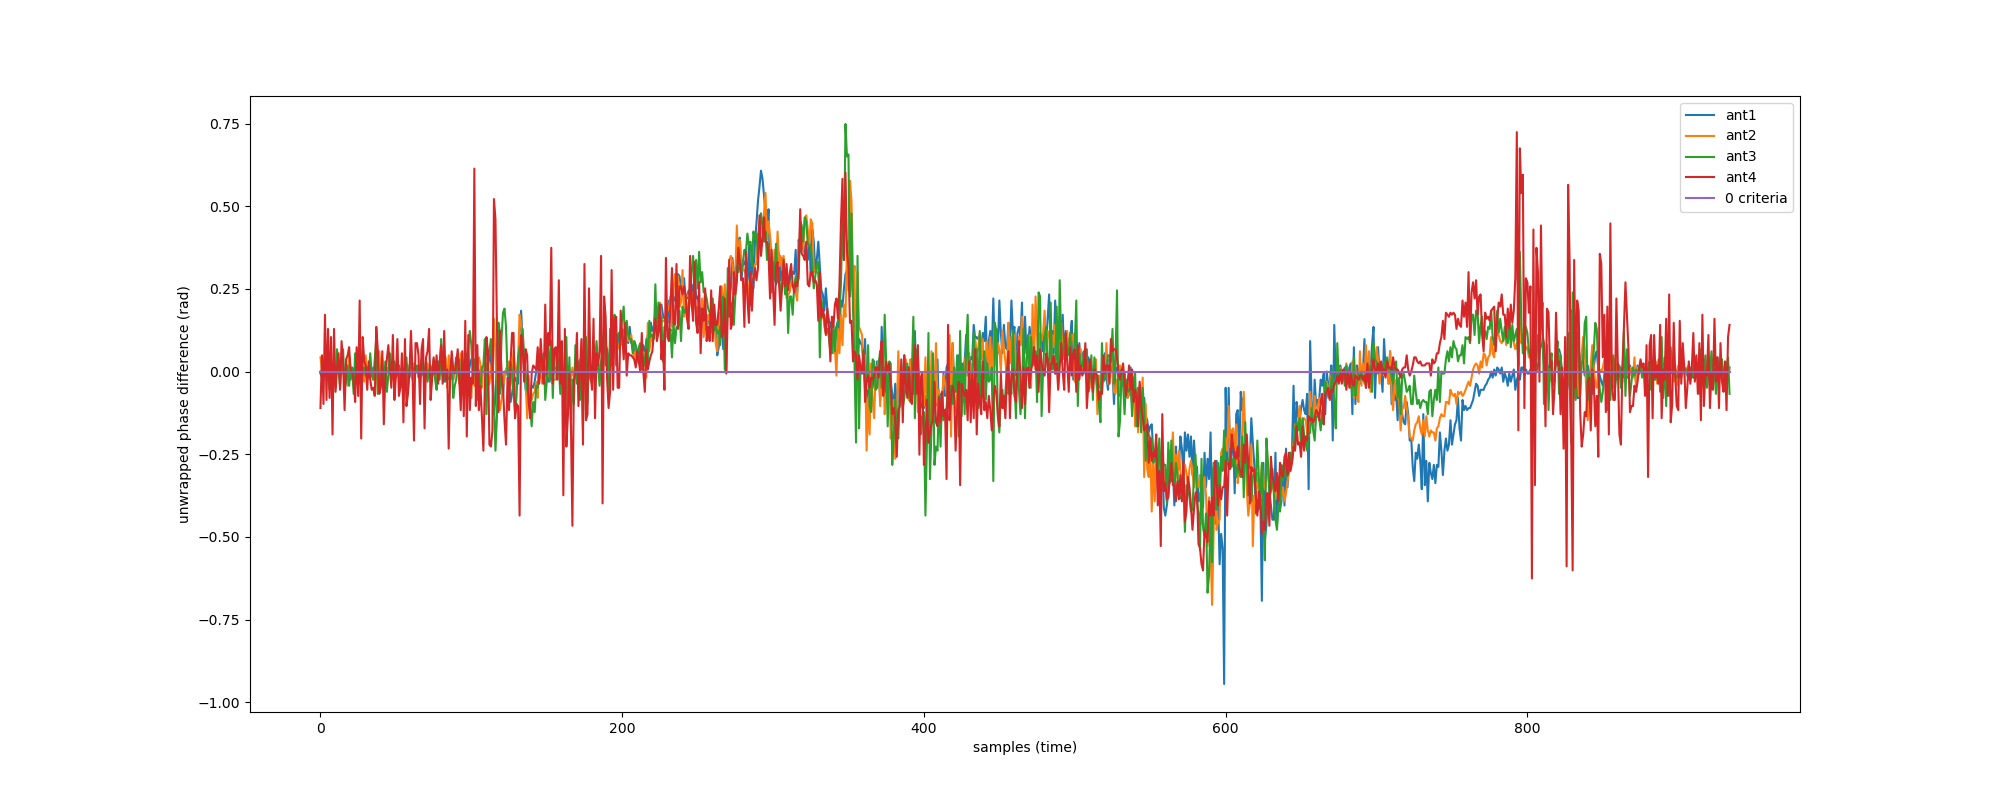 0.75
0.50
0.25
0.00
−0.25
−0.50
−0.75
−1.00
unwrapped phase difference (rad)
0
200
400
600
800
samples (time)
ant1
ant2
ant3
ant4
0 criteria